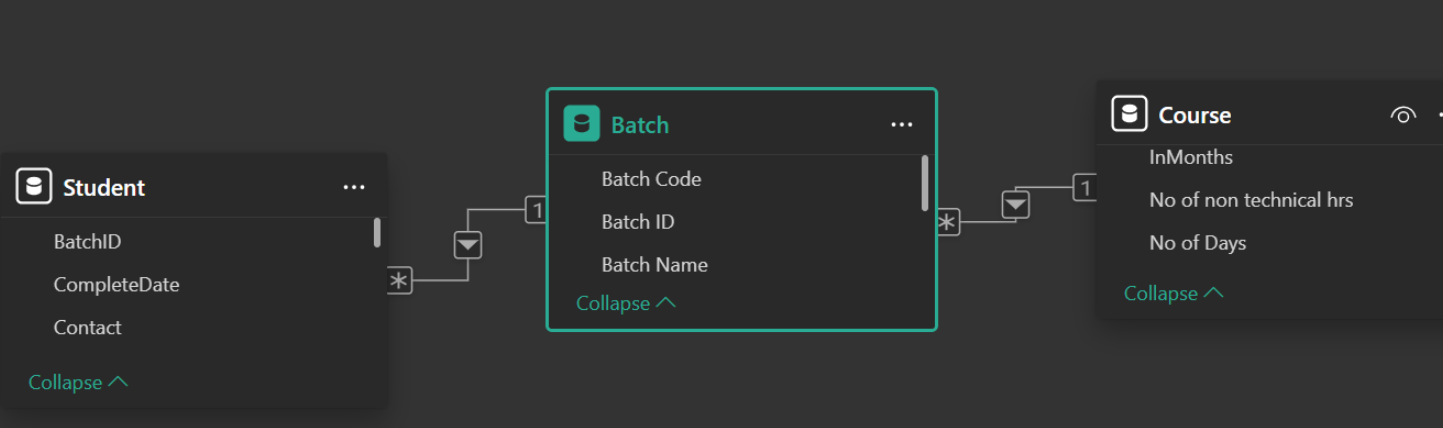 Student
BatchID
CompleteDate
Contact
Collapse
*
1
Batch
Batch Code
Batch ID
Batch Name
Collapse
*
1
Course
InMonths
No of non technical hrs
No of Days
Collapse